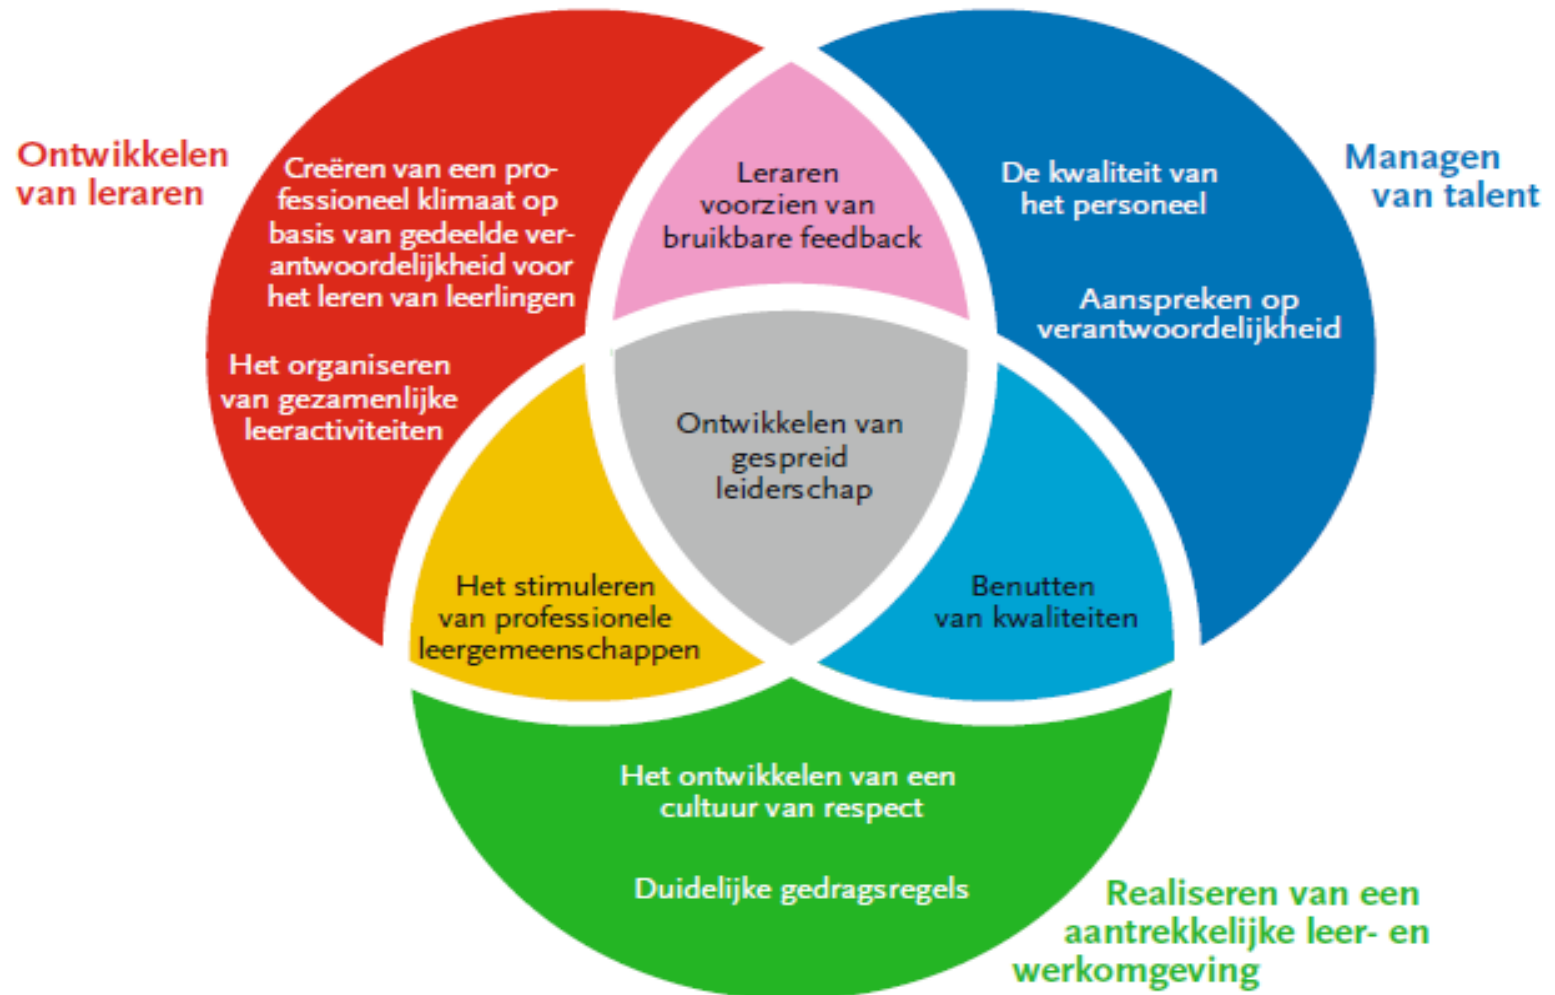 Ontwikkelen
van leraren
Creëren van een pro-
fessioneel klimaat op
basis van gedeelde ver-
antwoordelijkheid voor
het leren van leerlingen
Het organiseren
van gezamenlijke
leeractiviteiten
Leraren
voorzien van
bruikbare feedback
De kwaliteit van
het personeel
Aanspreken op
verantwoordelijkheid
Managen
van talent
Ontwikkelen van
gespreid
leiderschap
Het stimuleren
van professionele
leergemeenschappen
Benutten
van kwaliteiten
Het ontwikkelen van een
cultuur van respect
Duidelijke gedragsregels
Realiseren van een
aantrekkelijke leer- en
werkomgeving